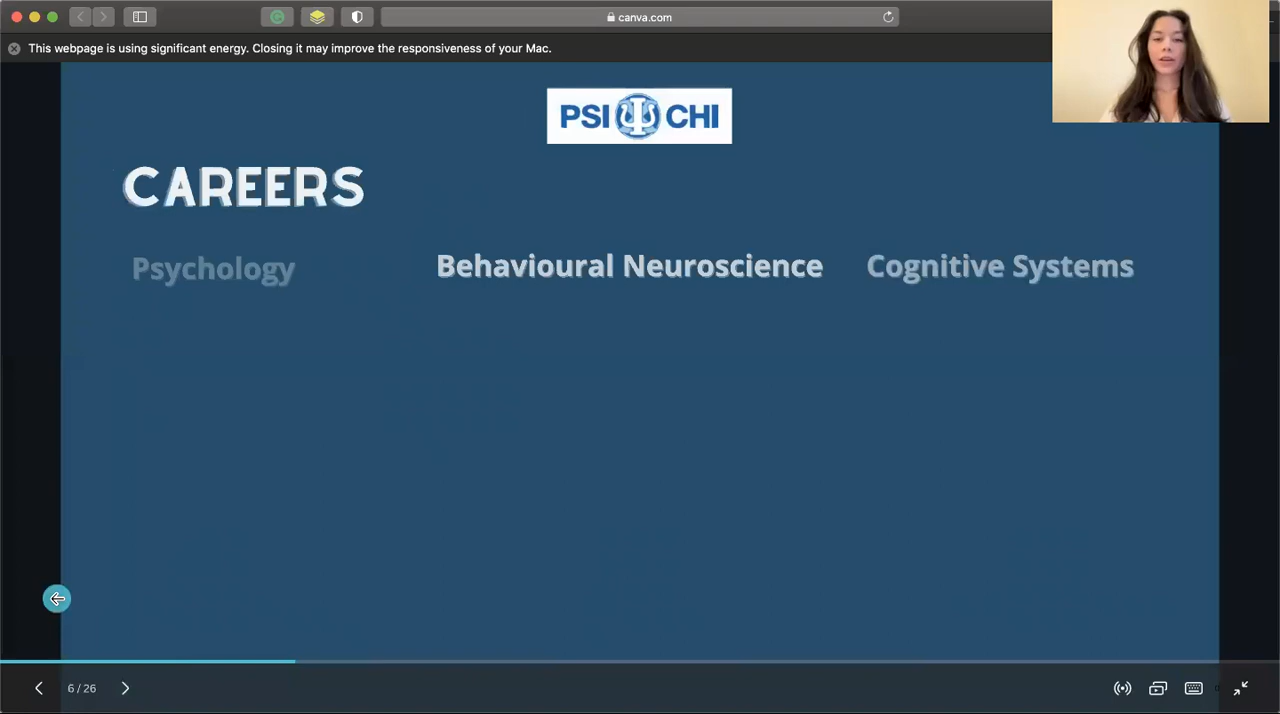 canva.com
This webpage is using significant energy. Closing it may improve the responsiveness of your Mac.
PSI CHI
CAREERS
Psychology
Behavioural Neuroscience
Cognitive Systems
6 / 26